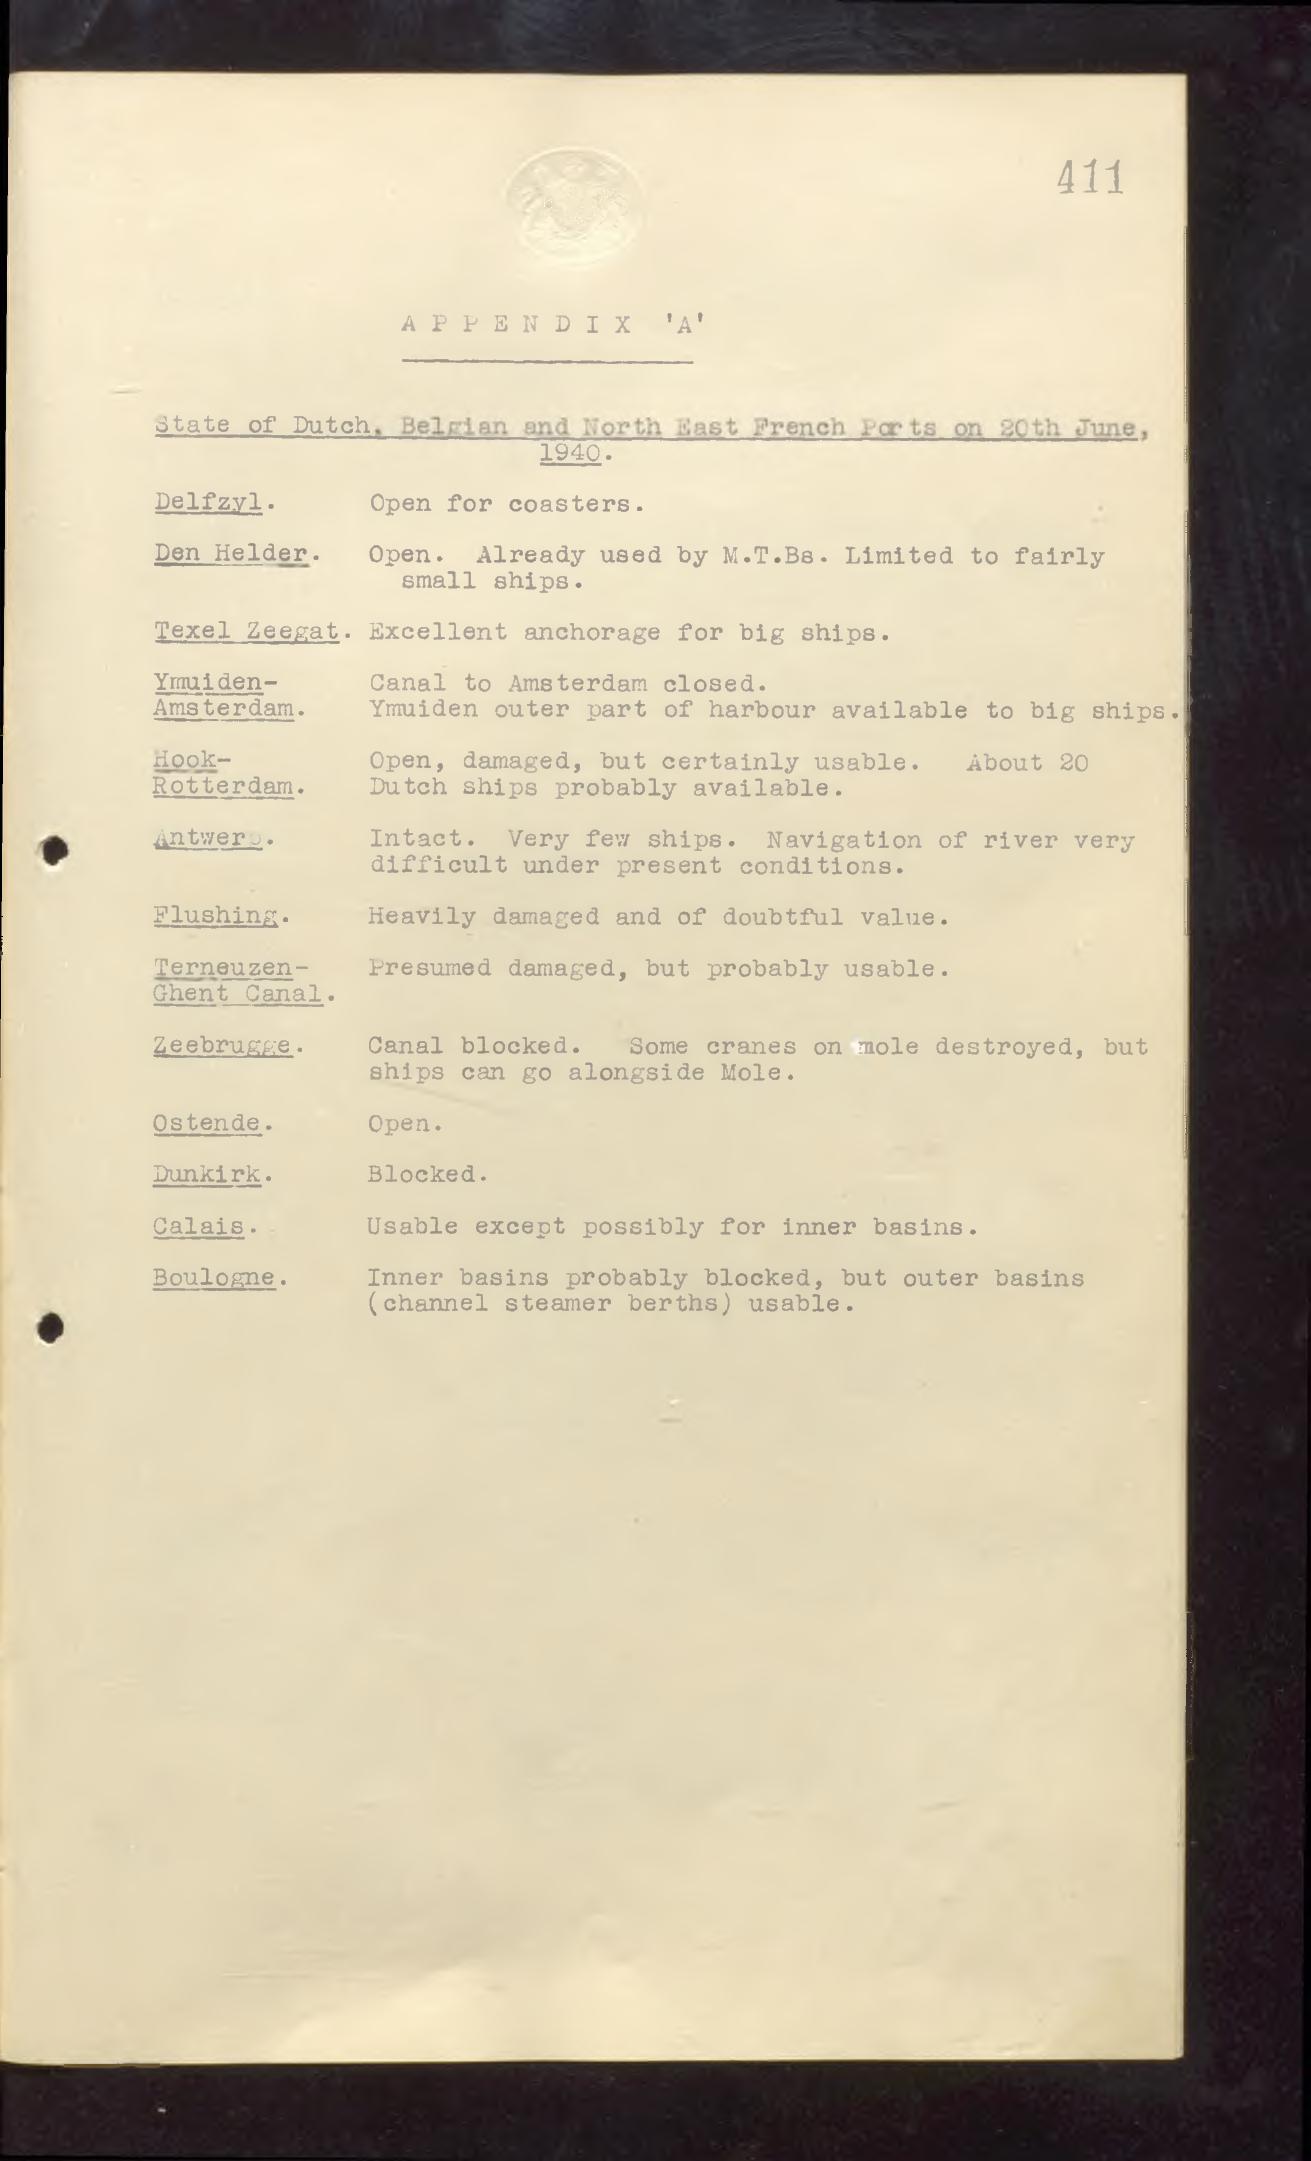 411
APPENDIX 'A'
State of Dutch, Belgian and North East French Ports on 20th June,
1940.
Delfzyl. Open for coasters.
Den Helder. Open. Already used by M.T.Bs. Limited to fairly
small ships.
Texel Zeegat. Excellent anchorage for big ships.
Ymuiden- Canal to Amsterdam closed.
Amsterdam. Ymuiden outer part of harbour available to big ships.
Hook- Open, damaged, but certainly usable. About 20
Rotterdam. Dutch ships probably available.
Antwerp. Intact. Very few ships. Navigation of river very
difficult under present conditions.
Flushing. Heavily damaged and of doubtful value.
Terneuzen- Presumed damaged, but probably usable.
Ghent Canal.
Zeebrugge. Canal blocked. Some cranes on mole destroyed, but
ships can go alongside Mole.
Ostende. Open.
Dunkirk. Blocked.
Calais. Usable except possibly for inner basins.
Boulogne. Inner basins probably blocked, but outer basins
(channel steamer berths) usable.